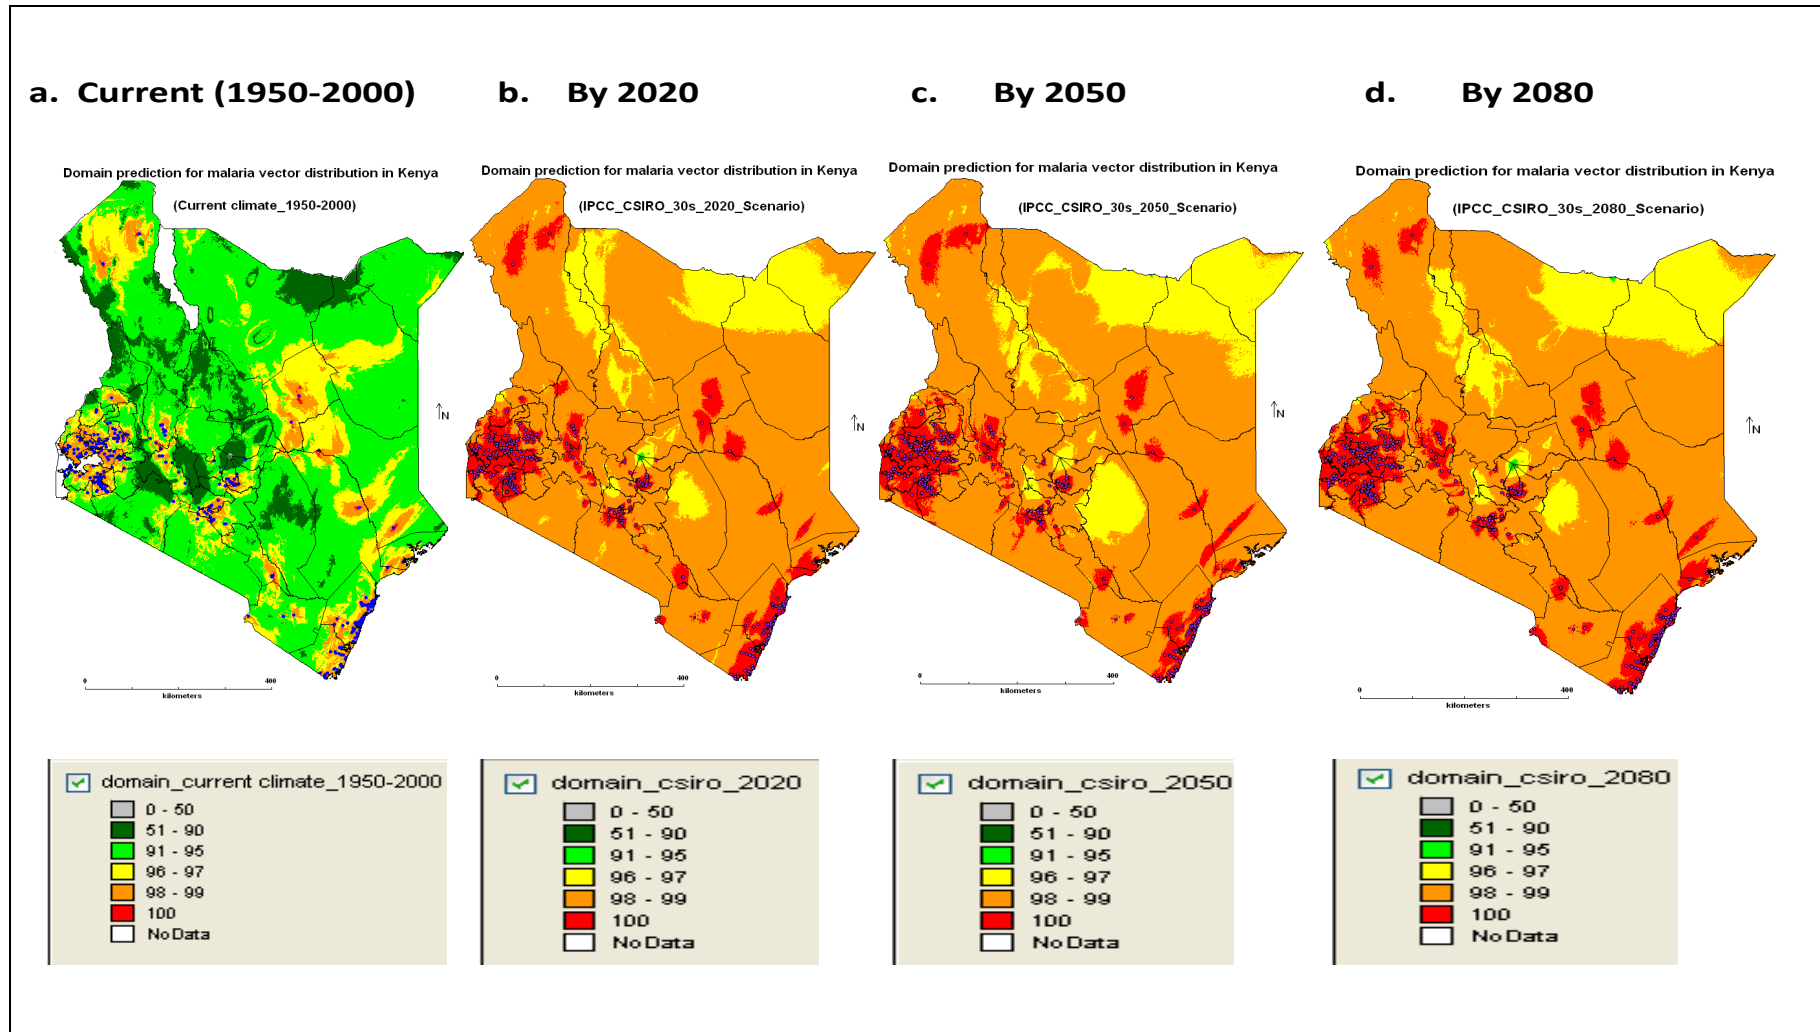 a. Current (1950-2000)
b. By 2020
c. By 2050
d. By 2080
Domain prediction for malaria vector distribution in Kenya
(Current climate_1950-2000)
N
0 400
kilometers
Domain prediction for malaria vector distribution in Kenya
(IPCC_CSIRO_30s_2020_Scenario)
N
0 400
kilometers
Domain prediction for malaria vector distribution in Kenya
(IPCC_CSIRO_30s_2050_Scenario)
N
0 400
kilometers
Domain prediction for malaria vector distribution in Kenya
(IPCC_CSIRO_30s_2080_Scenario)
N
0 400
kilometers
domain_current climate_1950-2000
0 - 50
51 - 90
91 - 95
96 - 97
98 - 99
100
No Data
domain_csiro_2020
0 - 50
51 - 90
91 - 95
96 - 97
98 - 99
100
No Data
domain_csiro_2050
0 - 50
51 - 90
91 - 95
96 - 97
98 - 99
100
No Data
domain_csiro_2080
0 - 50
51 - 90
91 - 95
96 - 97
98 - 99
100
No Data